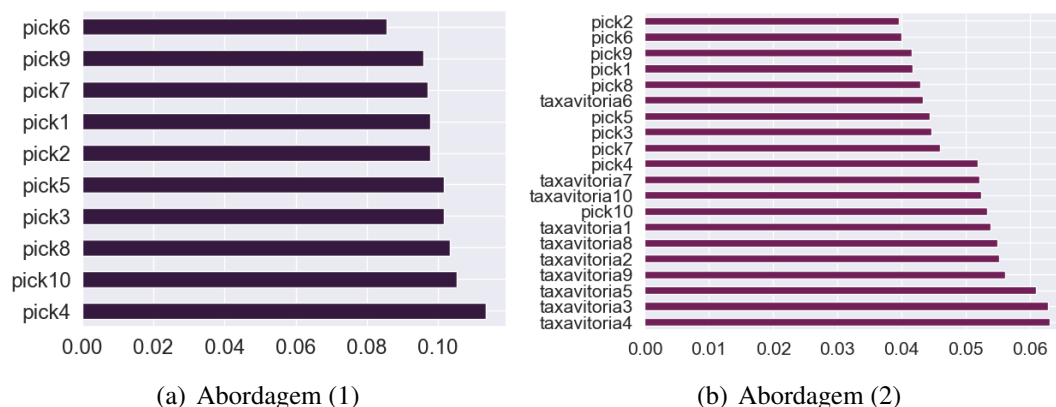 pick6
pick9
pick7
pick1
pick2
pick5
pick3
pick8
pick10
pick4
0.00 0.02 0.04 0.06 0.08 0.10
(a) Abordagem (1)
pick2
pick6
pick9
pick1
pick8
taxavitoria6
pick5
pick3
pick7
pick4
taxavitoria7
taxavitoria10
pick10
taxavitoria1
taxavitoria8
taxavitoria2
taxavitoria9
taxavitoria5
taxavitoria3
taxavitoria4
0.00 0.01 0.02 0.03 0.04 0.05 0.06
(b) Abordagem (2)